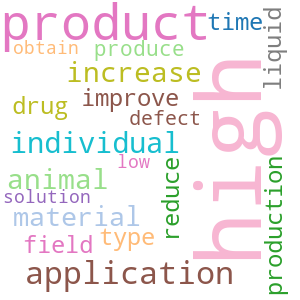 product
time
liquid
obtain
produce
increase
high
improve
drug
defect
individual
low
reduce
production
animal
solution
material
type
field
application